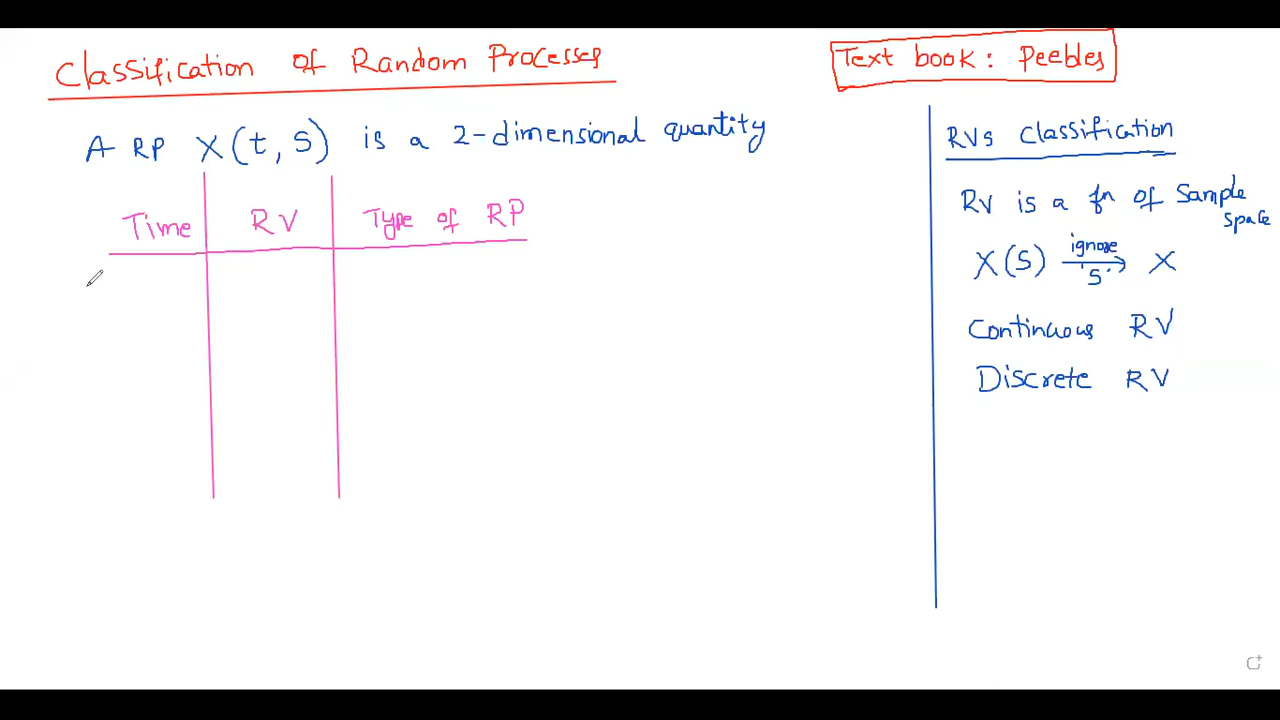 Classification of Random Processes
Text book: Peebles
A RP X(t, S) is a 2-dimensional quantity
Time RV Type of RP
RVs Classification
RV is a fn of Sample
space
X(S) ignore 'S' → X
Continuous RV
Discrete RV